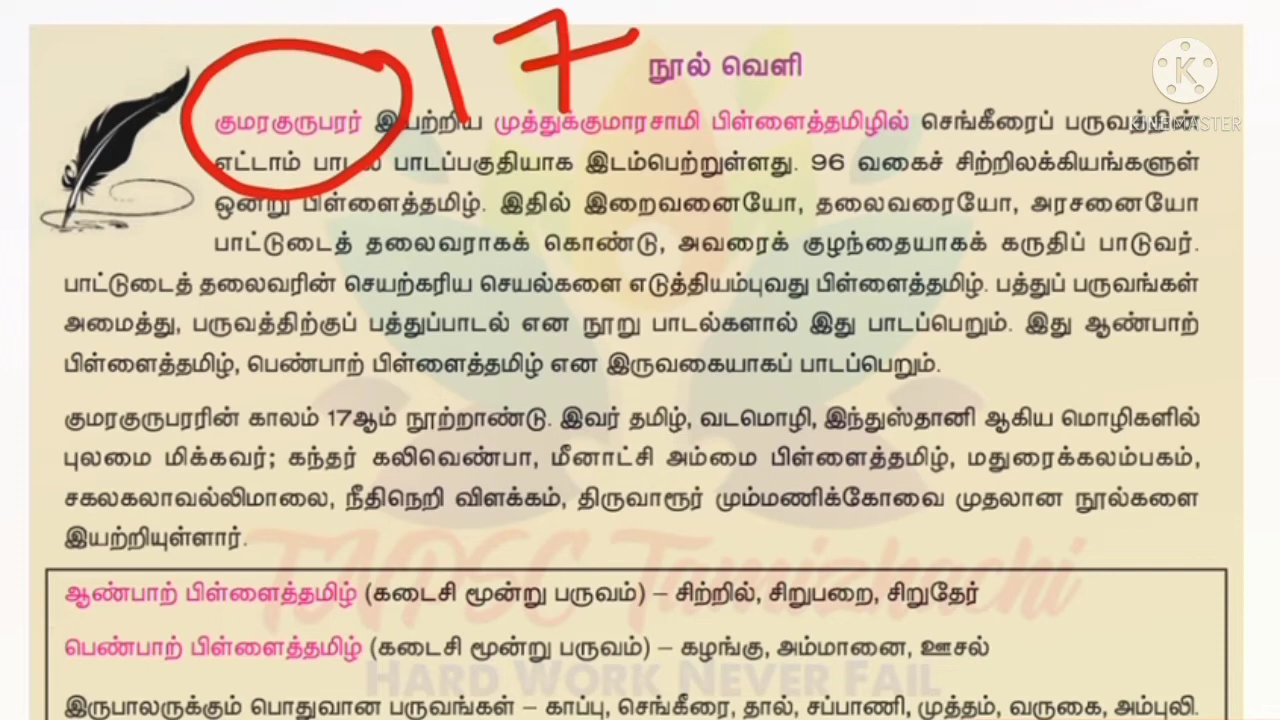 17
நூல் வெளி
K
KINEMASTER
குமரகுருபரர் இயற்றிய முத்துக்குமாரசாமி பிள்ளைத்தமிழில் செங்கீரைப் பருவத்தின்
எட்டாம் பாடல் பாடப்பகுதியாக இடம்பெற்றுள்ளது. 96 வகைச் சிற்றிலக்கியங்களுள்
ஒன்று பிள்ளைத்தமிழ். இதில் இறைவனையோ, தலைவரையோ, அரசனையோ
பாட்டுடைத் தலைவராகக் கொண்டு, அவரைக் குழந்தையாகக் கருதிப் பாடுவர்.
பாட்டுடைத் தலைவரின் செயற்கரிய செயல்களை எடுத்தியம்புவது பிள்ளைத்தமிழ். பத்துப் பருவங்கள்
அமைத்து, பருவத்திற்குப் பத்துப்பாடல் என நூறு பாடல்களால் இது பாடப்பெறும். இது ஆண்பாற்
பிள்ளைத்தமிழ், பெண்பாற் பிள்ளைத்தமிழ் என இருவகையாகப் பாடப்பெறும்.
குமரகுருபரரின் காலம் 17ஆம் நூற்றாண்டு. இவர் தமிழ், வடமொழி, இந்துஸ்தானி ஆகிய மொழிகளில்
புலமை மிக்கவர்; கந்தர் கலிவெண்பா, மீனாட்சி அம்மை பிள்ளைத்தமிழ், மதுரைக்கலம்பகம்,
சகலகலாவல்லிமாலை, நீதிநெறி விளக்கம், திருவாரூர் மும்மணிக்கோவை முதலான நூல்களை
இயற்றியுள்ளார்.
TNPSC Tamizhachi
ஆண்பாற் பிள்ளைத்தமிழ் (கடைசி மூன்று பருவம்) – சிற்றில், சிறுபறை, சிறுதேர்
பெண்பாற் பிள்ளைத்தமிழ் (கடைசி மூன்று பருவம்) – கழங்கு, அம்மானை, ஊசல்
HARD WORK NEVER FAIL
இருபாலருக்கும் பொதுவான பருவங்கள் – காப்பு, செங்கீரை, தால், சப்பாணி, முத்தம், வருகை, அம்புலி.